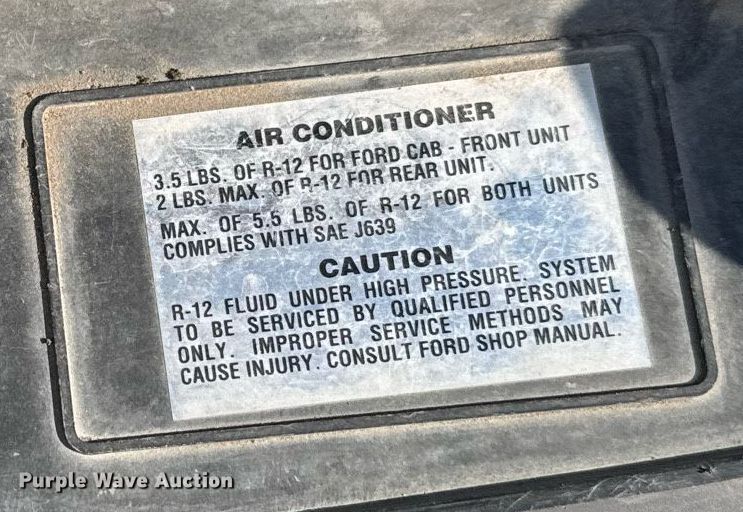 AIR CONDITIONER
3.5 LBS. OF R-12 FOR FORD CAB - FRONT UNIT
2 LBS. MAX. OF R-12 FOR REAR UNIT.
MAX. OF 5.5 LBS. OF R-12 FOR BOTH UNITS
COMPLIES WITH SAE J639
CAUTION
R-12 FLUID UNDER HIGH PRESSURE. SYSTEM
TO BE SERVICED BY QUALIFIED PERSONNEL
ONLY. IMPROPER SERVICE METHODS MAY
CAUSE INJURY. CONSULT FORD SHOP MANUAL.
Purple Wave Auction